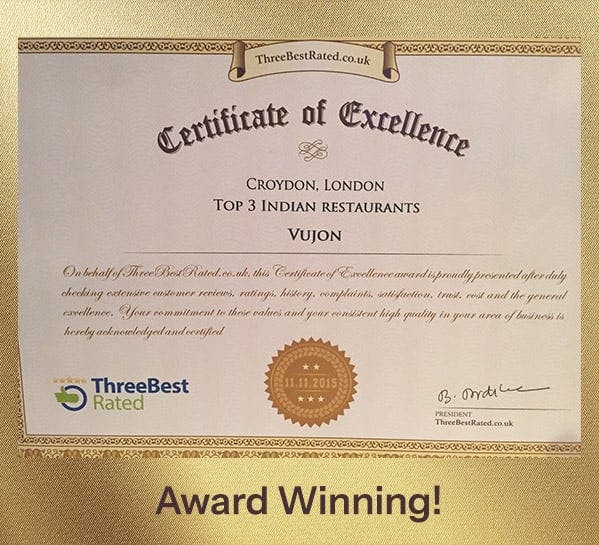 ThreeBestRated.co.uk
Certificate of Excellence
CROYDON, LONDON
TOP 3 INDIAN RESTAURANTS
VUJON
On behalf of ThreeBestRated.co.uk, this Certificate of Excellence award is proudly presented after duly
checking extensive customer reviews, ratings, history, complaints, satisfaction, trust, cost and the general
excellence. Your commitment to these values and your consistent high quality in your area of business is
hereby acknowledged and certified
ThreeBest
Rated
11.11.2015
PRESIDENT
ThreeBestRated.co.uk
Award Winning!